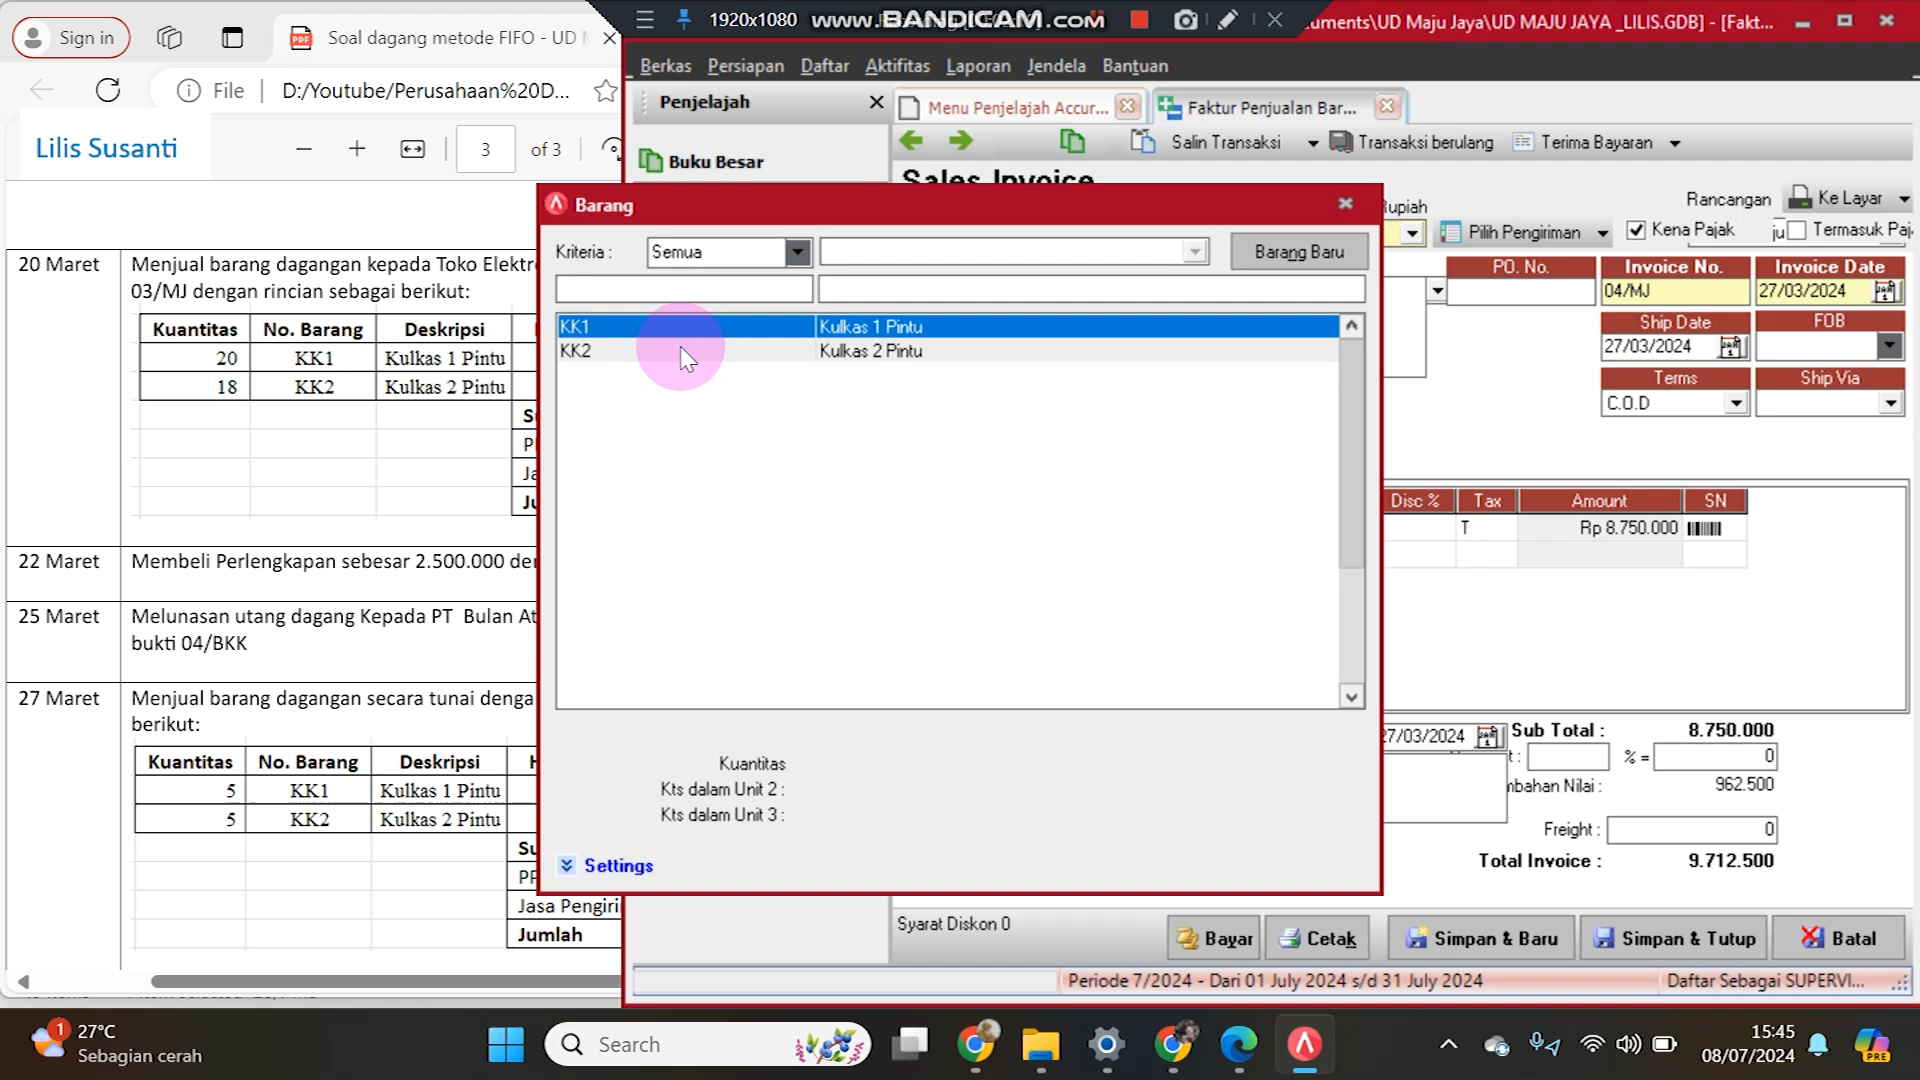 1920x1080
www.BANDICAM.com
cuments\UD Maju Jaya\UD MAJU JAYA _LILIS.GDB] - [Fakt...
Sign in
Soal dagang metode FIFO - UD
File
D:/Youtube/Perusahaan%20D...
Lilis Susanti
3
of 3
Berkas Persiapan Daftar Aktifitas Laporan Jendela Bantuan
Penjelajah
Menu Penjelajah Accur...
Faktur Penjualan Bar...
Salin Transaksi
Transaksi berulang
Terima Bayaran
Buku Besar
Sales Invoice
Rupiah
Rancangan
Ke Layar
Pilih Pengiriman
Kena Pajak
Termasuk Paj
PO. No.
Invoice No.
Invoice Date
04/MJ
27/03/2024
Ship Date
FOB
27/03/2024
Terms
Ship Via
C.O.D
Barang
Kriteria :
Semua
Barang Baru
KK1 Kulkas 1 Pintu
KK2 Kulkas 2 Pintu
Kuantitas
Kts dalam Unit 2 :
Kts dalam Unit 3 :
Settings
20 Maret
Menjual barang dagangan kepada Toko Elektr
03/MJ dengan rincian sebagai berikut:
Kuantitas No. Barang Deskripsi
20 KK1 Kulkas 1 Pintu
18 KK2 Kulkas 2 Pintu
22 Maret
Membeli Perlengkapan sebesar 2.500.000 de
25 Maret
Melunasan utang dagang Kepada PT Bulan At
bukti 04/BKK
27 Maret
Menjual barang dagangan secara tunai denga
berikut:
Kuantitas No. Barang Deskripsi
5 KK1 Kulkas 1 Pintu
5 KK2 Kulkas 2 Pintu
Jasa Pengiri
Jumlah
Disc % Tax Amount SN
T Rp 8.750.000
27/03/2024
Sub Total : 8.750.000
% = 0
mbahan Nilai : 962.500
Freight : 0
Total Invoice : 9.712.500
Syarat Diskon 0
Bayar
Cetak
Simpan & Baru
Simpan & Tutup
Batal
Periode 7/2024 - Dari 01 July 2024 s/d 31 July 2024
Daftar Sebagai SUPERVI...
1
27°C
Sebagian cerah
Search
15:45
08/07/2024
PRE